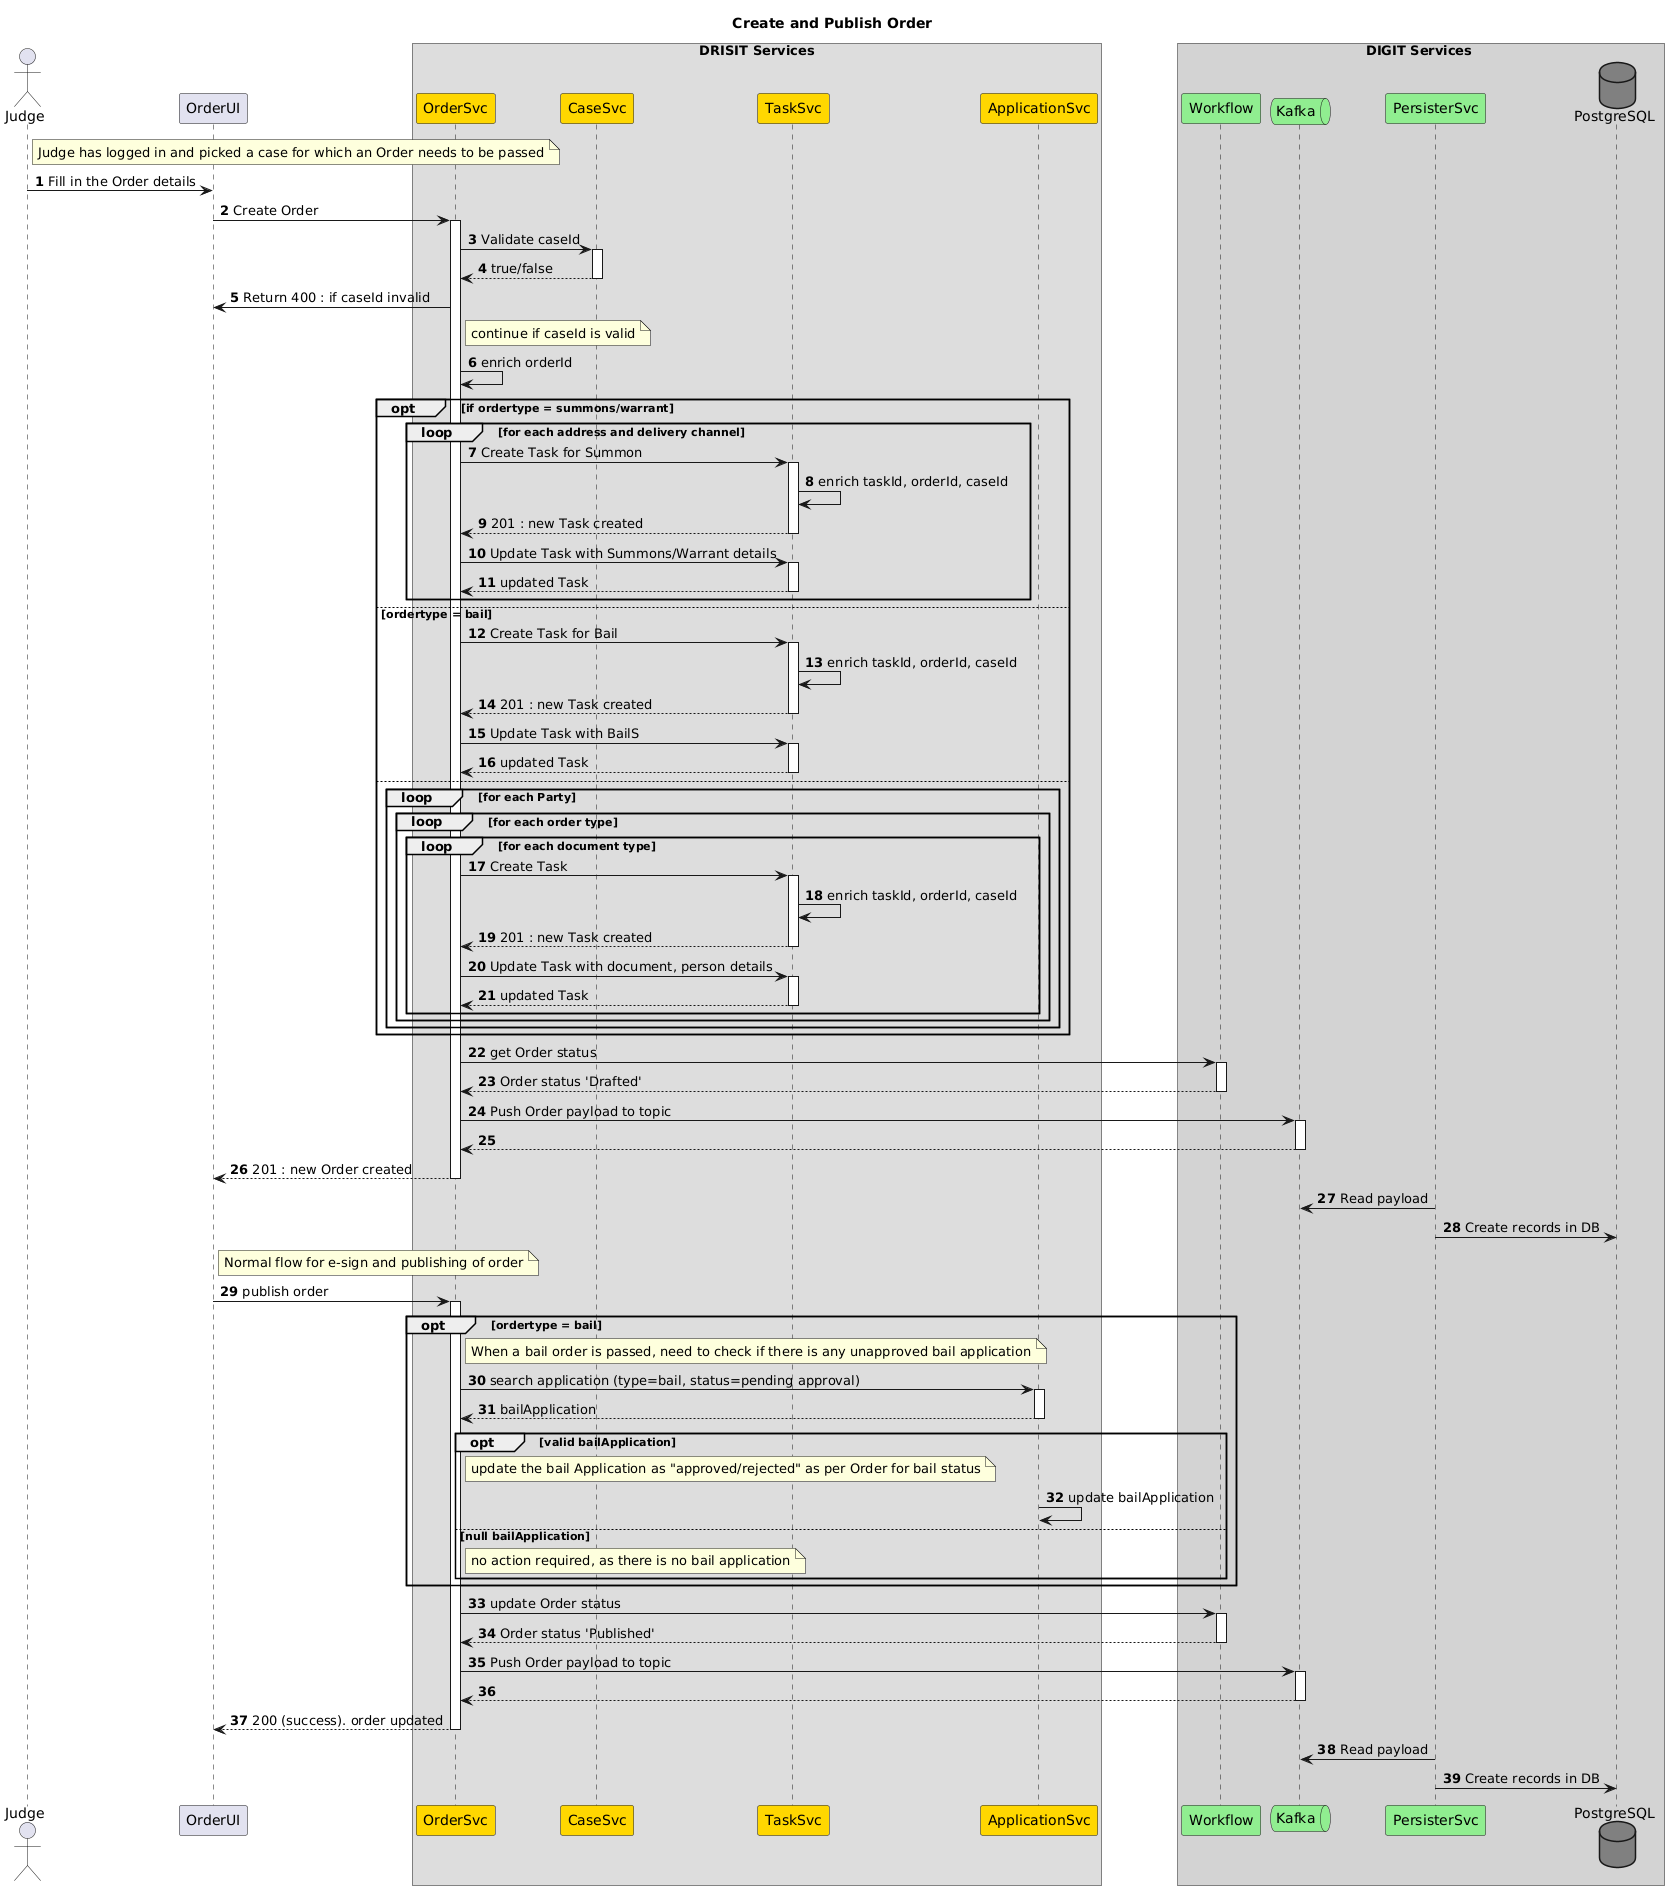 Create and Publish Order
DRISIT Services
DIGIT Services
Judge
OrderUI
OrderSvc
CaseSvc
TaskSvc
ApplicationSvc
Workflow
Kafka
PersisterSvc
PostgreSQL
Judge has logged in and picked a case for which an Order needs to be passed
1 Fill in the Order details
2 Create Order
3 Validate caseId
4 true/false
5 Return 400 : if caseId invalid
continue if caseId is valid
6 enrich orderId
opt [if ordertype = summons/warrant]
loop [for each address and delivery channel]
7 Create Task for Summon
8 enrich taskId, orderId, caseId
9 201 : new Task created
10 Update Task with Summons/Warrant details
11 updated Task
[ordertype = bail]
12 Create Task for Bail
13 enrich taskId, orderId, caseId
14 201 : new Task created
15 Update Task with BailS
16 updated Task
loop [for each Party]
loop [for each order type]
loop [for each document type]
17 Create Task
18 enrich taskId, orderId, caseId
19 201 : new Task created
20 Update Task with document, person details
21 updated Task
22 get Order status
23 Order status 'Drafted'
24 Push Order payload to topic
25
26 201 : new Order created
27 Read payload
28 Create records in DB
Normal flow for e-sign and publishing of order
29 publish order
opt [ordertype = bail]
When a bail order is passed, need to check if there is any unapproved bail application
30 search application (type=bail, status=pending approval)
31 bailApplication
opt [valid bailApplication]
update the bail Application as "approved/rejected" as per Order for bail status
32 update bailApplication
[null bailApplication]
no action required, as there is no bail application
33 update Order status
34 Order status 'Published'
35 Push Order payload to topic
36
37 200 (success). order updated
38 Read payload
39 Create records in DB
Judge
OrderUI
OrderSvc
CaseSvc
TaskSvc
ApplicationSvc
Workflow
Kafka
PersisterSvc
PostgreSQL